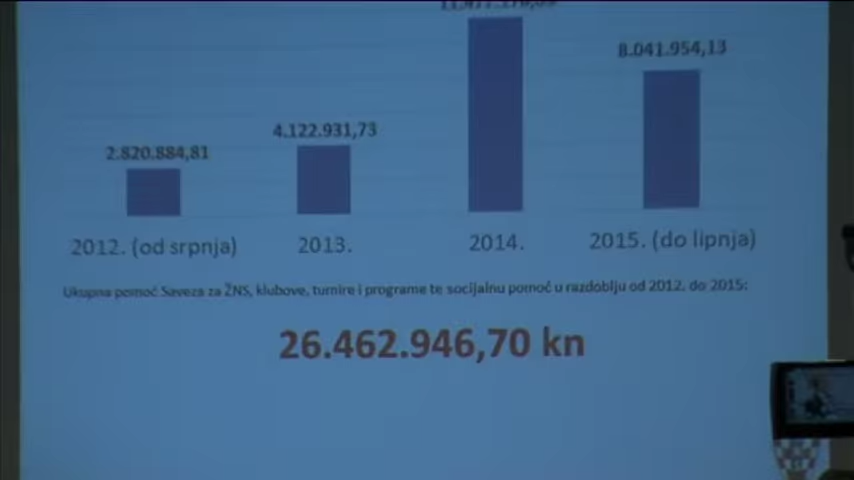 8.041.954,13
4.122.931,73
2.820.884,81
2012. (od srpnja) 2013. 2014. 2015. (do lipnja)
Ukupna pomoć Saveza za ŽNS, klubove, turnire i programe te socijalnu pomoć u razdoblju od 2012. do 2015:
26.462.946,70 kn